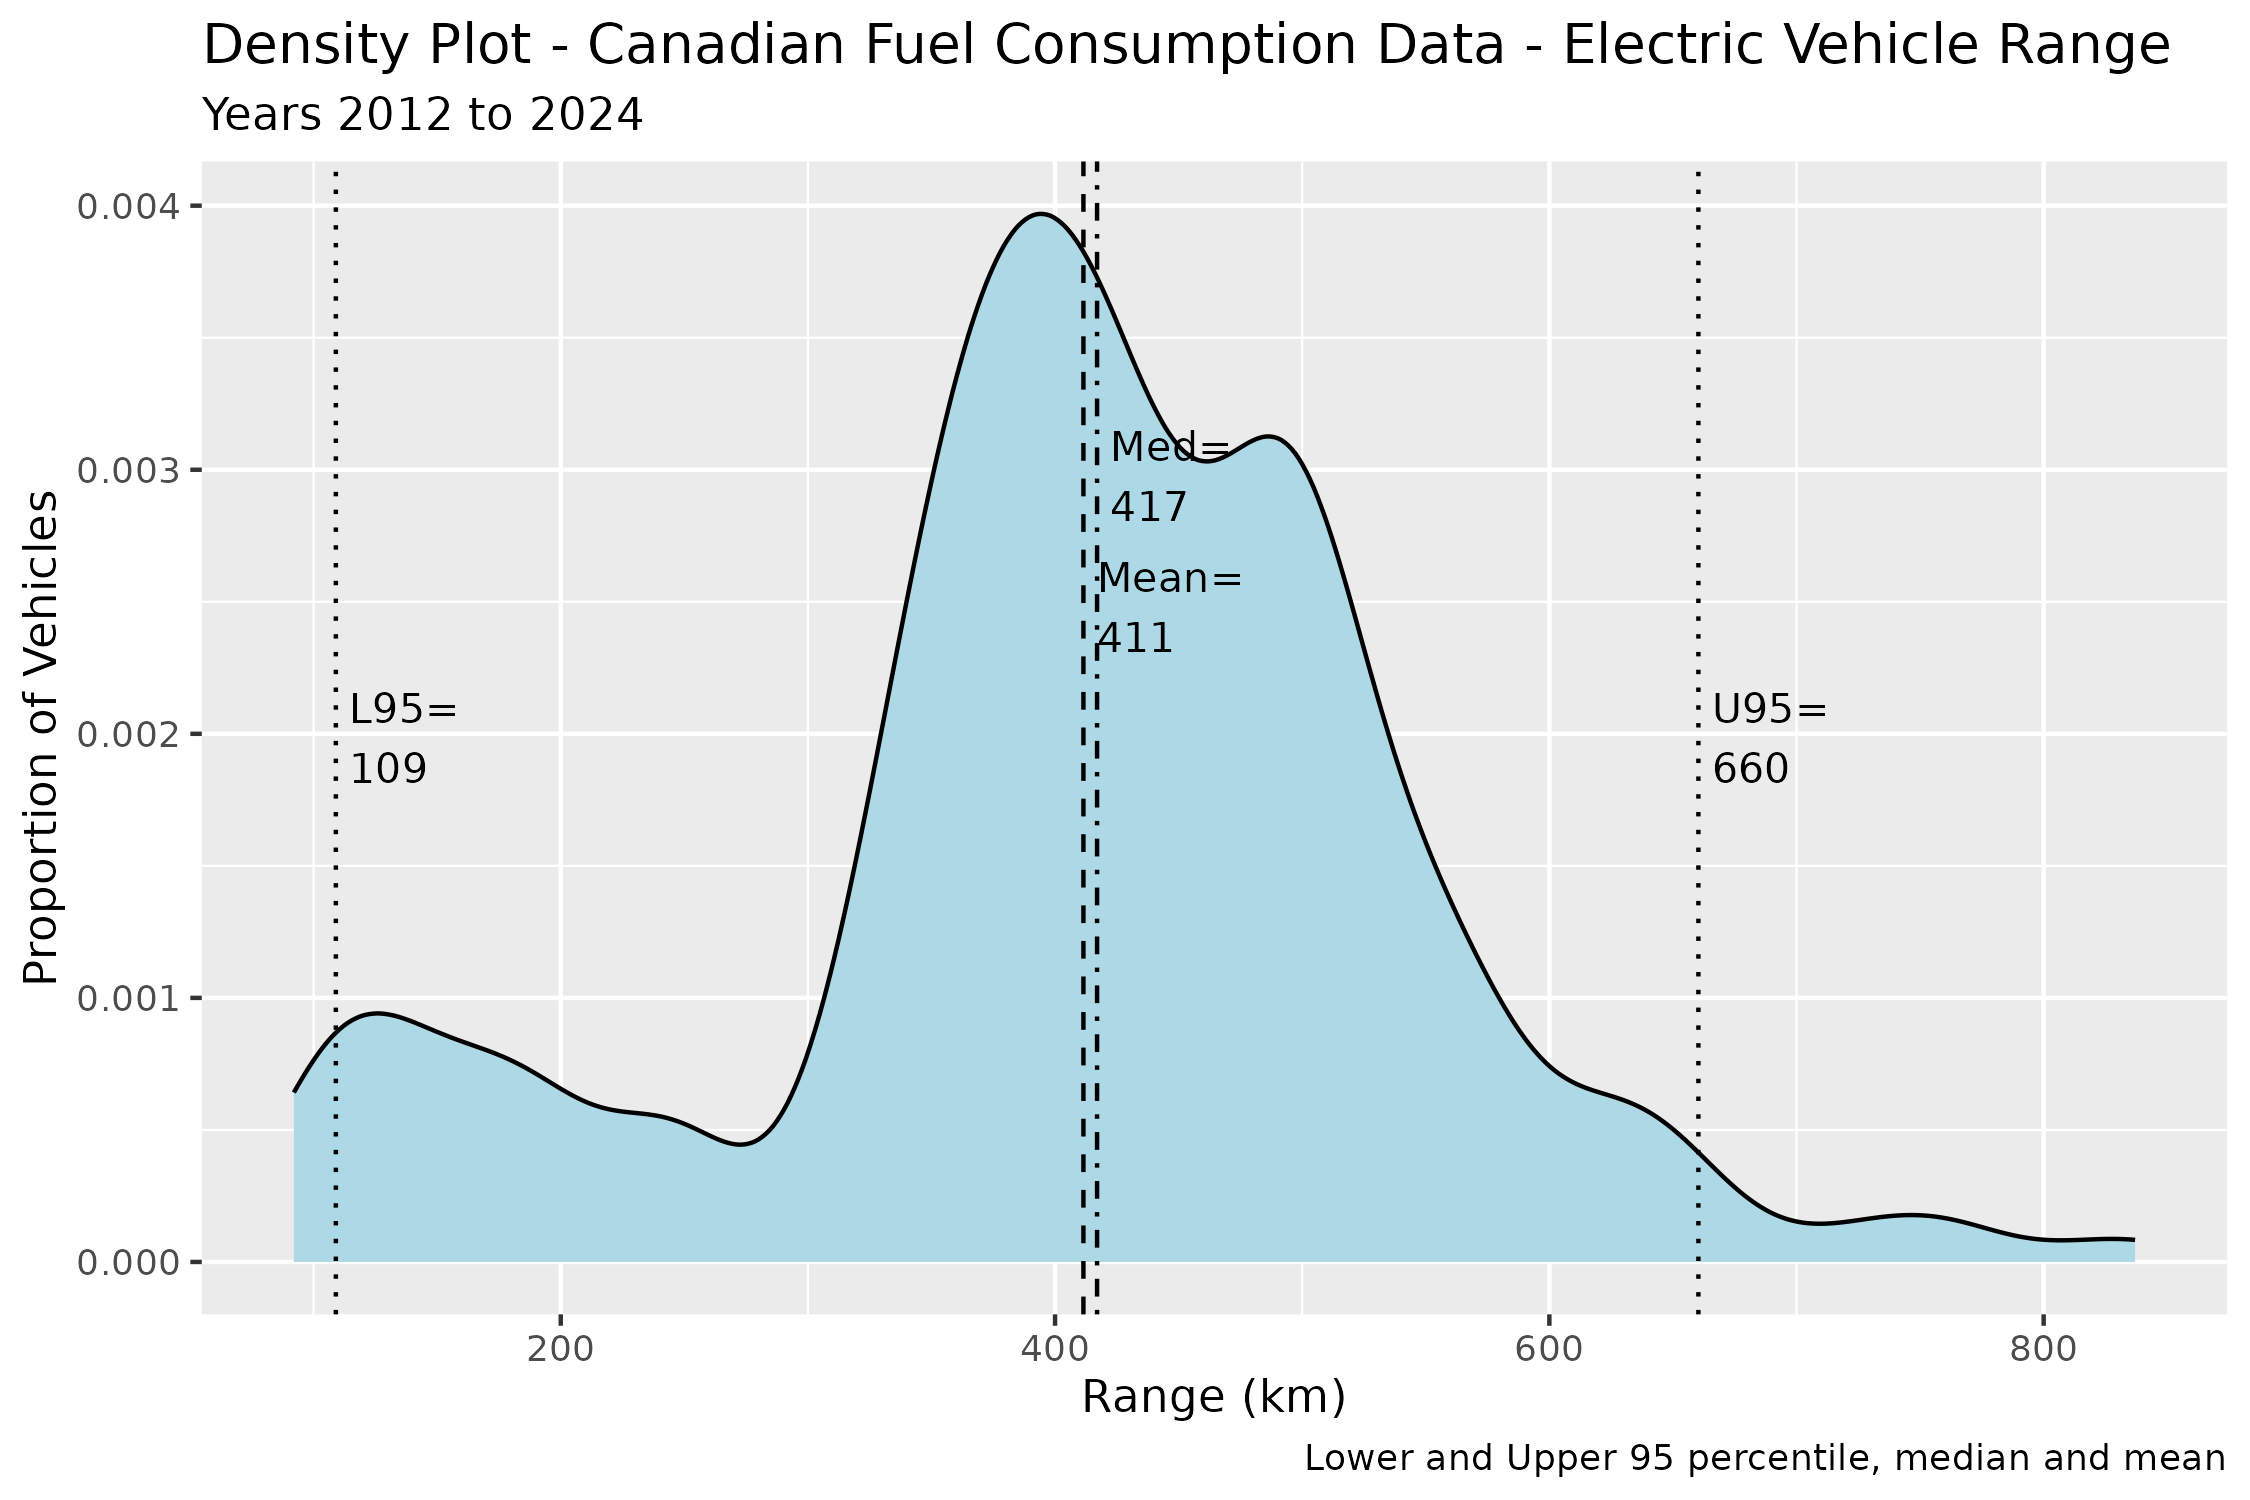 Density Plot - Canadian Fuel Consumption Data - Electric Vehicle Range
Years 2012 to 2024
0.004
0.003
0.002
0.001
0.000
Proportion of Vehicles
Med=
417
Mean=
411
L95=
109
U95=
660
200
400
600
800
Range (km)
Lower and Upper 95 percentile, median and mean